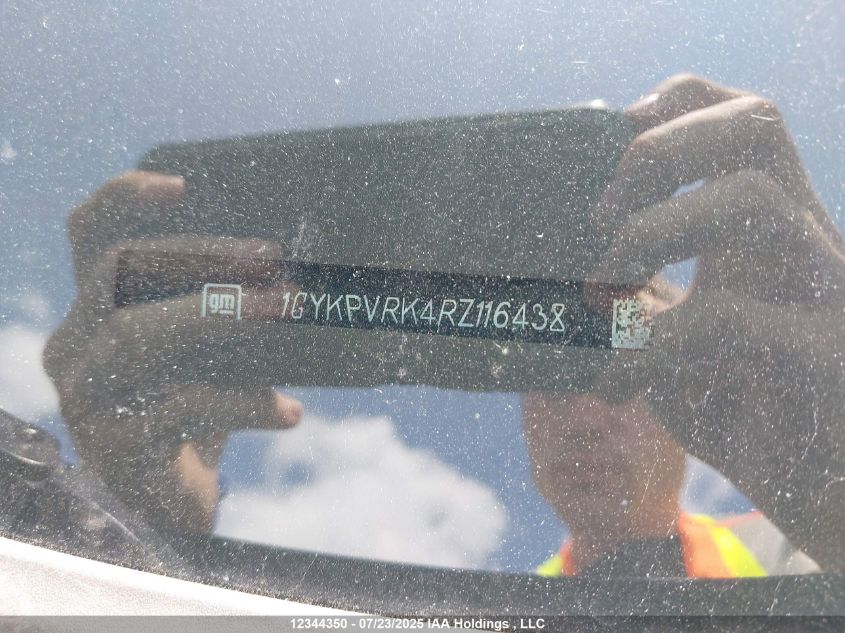 gm 1GYKPVRK4RZ116438
12344350 - 07/23/2025 IAA Holdings , LLC